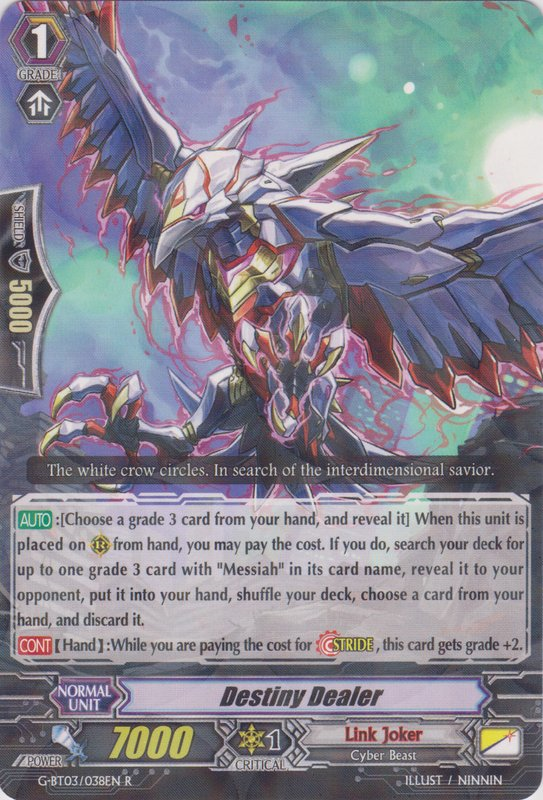 1
GRADE
SHIELD
5000
The white crow circles. In search of the interdimensional savior.
AUTO :[Choose a grade 3 card from your hand, and reveal it] When this unit is
placed on R from hand, you may pay the cost. If you do, search your deck for
up to one grade 3 card with "Messiah" in its card name, reveal it to your
opponent, put it into your hand, shuffle your deck, choose a card from your
hand, and discard it.
CONT【Hand】:While you are paying the cost for STRIDE, this card gets grade +2.
NORMAL
UNIT
Destiny Dealer
POWER
7000
1
CRITICAL
Link Joker
Cyber Beast
G-BT03/038EN R
ILLUST / NINNIN